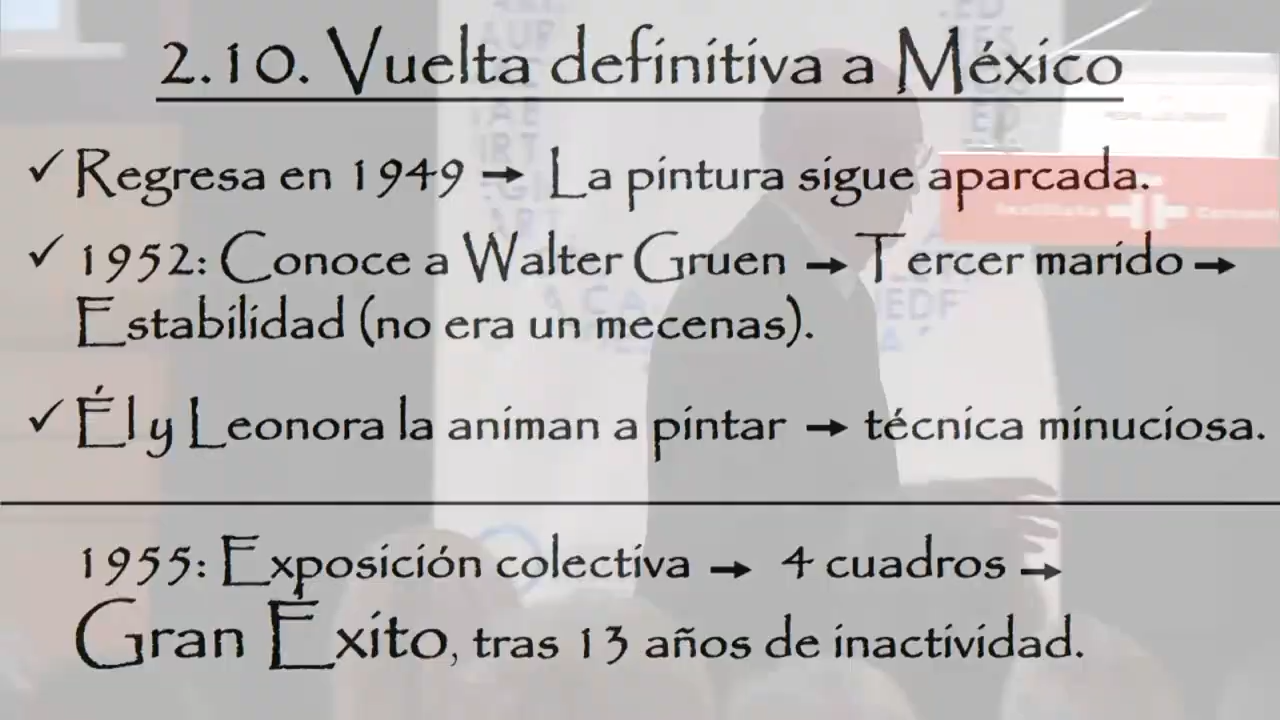 2.10. Vuelta definitiva a México
✓ Regresa en 1949 → La pintura sigue aparcada.
✓ 1952: Conoce a Walter Gruen → Tercer marido →
Estabilidad (no era un mecenas).
✓ Él y Leonora la animan a pintar → técnica minuciosa.
1955: Exposición colectiva → 4 cuadros →
Gran Éxito, tras 13 años de inactividad.